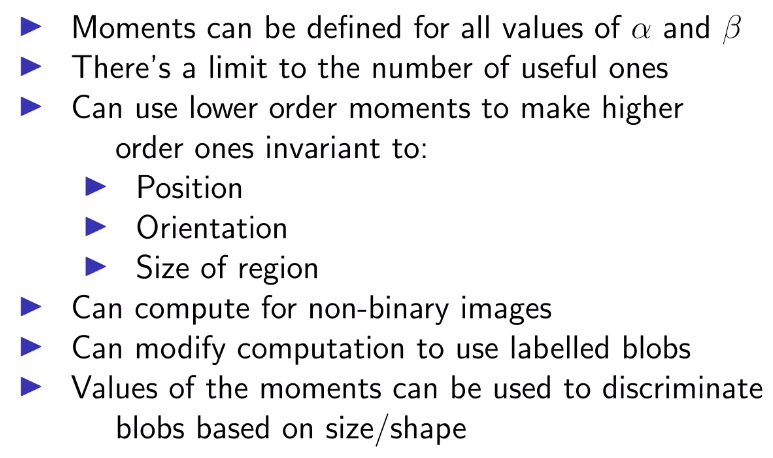 Moments can be defined for all values of α and β
There's a limit to the number of useful ones
Can use lower order moments to make higher
order ones invariant to:
Position
Orientation
Size of region
Can compute for non-binary images
Can modify computation to use labelled blobs
Values of the moments can be used to discriminate
blobs based on size/shape